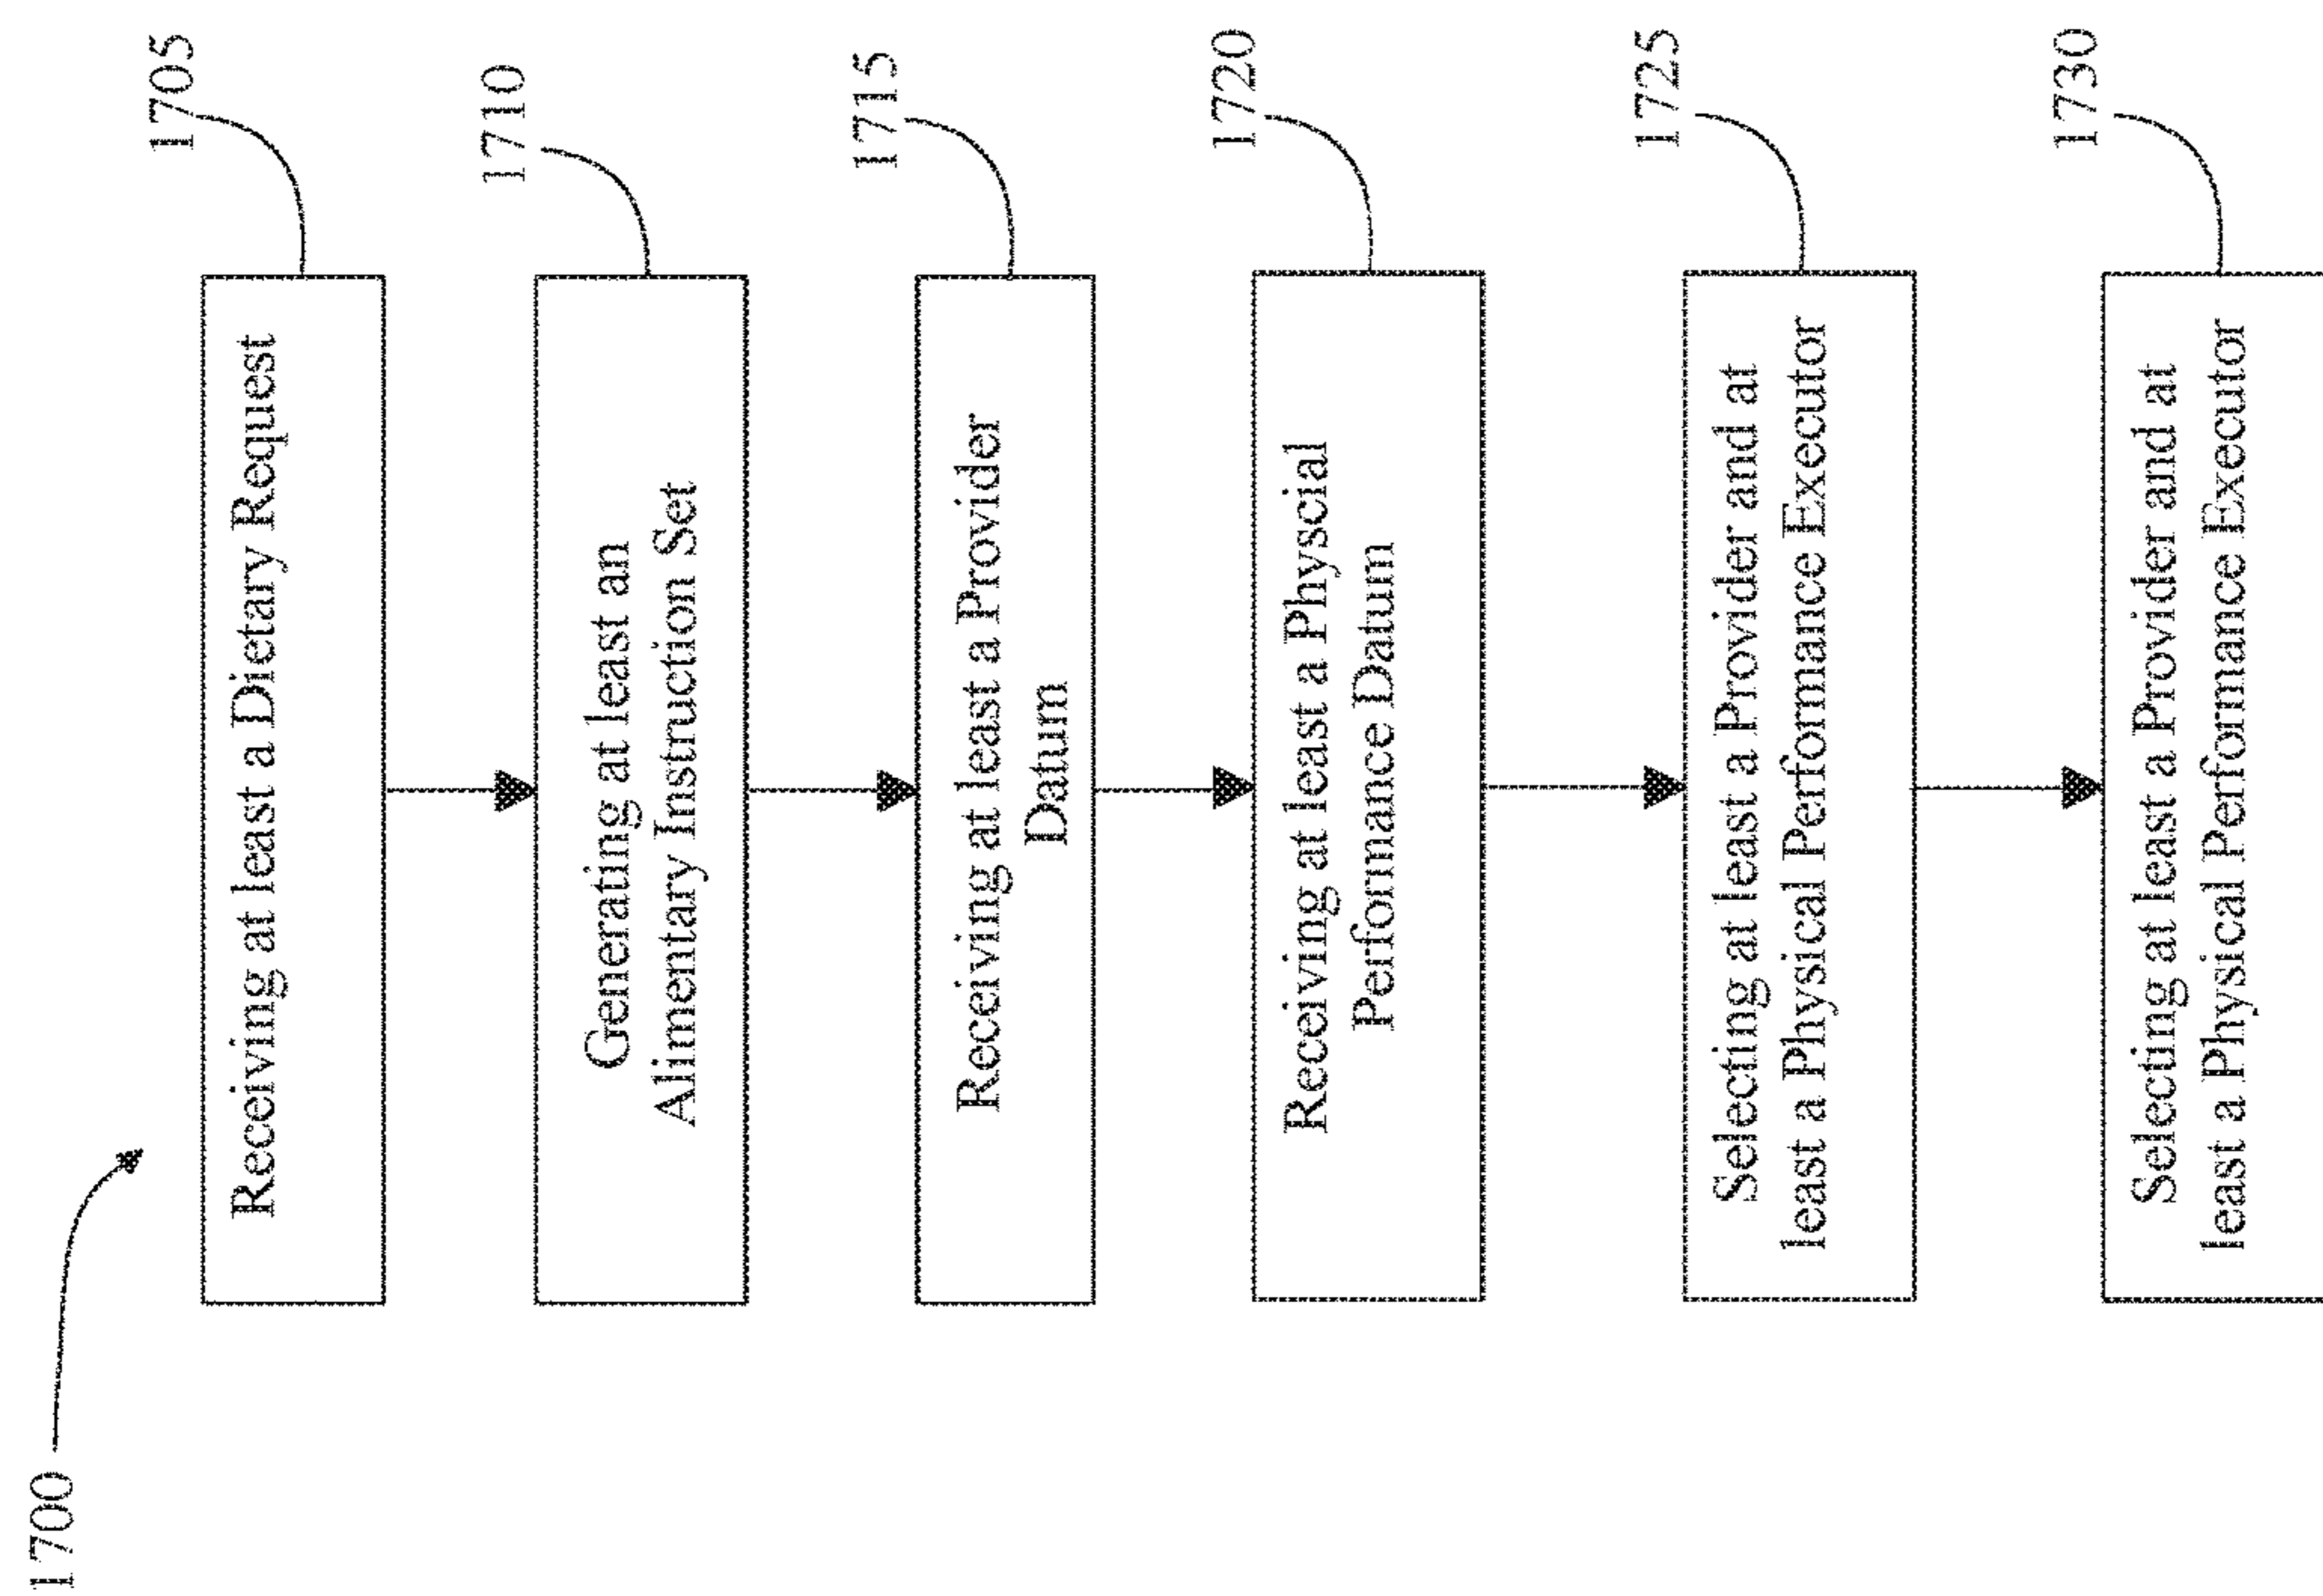 1700
1705
Receiving at least a Dietary Request
1710
Generating at least an
Alimentary Instruction Set
1715
Receiving at least a Provider
Datum
1720
Receiving at least a Physcial
Performance Datum
1725
Selecting at least a Provider and at
least a Physical Performance Executor
1730
Selecting at least a Provider and at
least a Physical Performance Executor